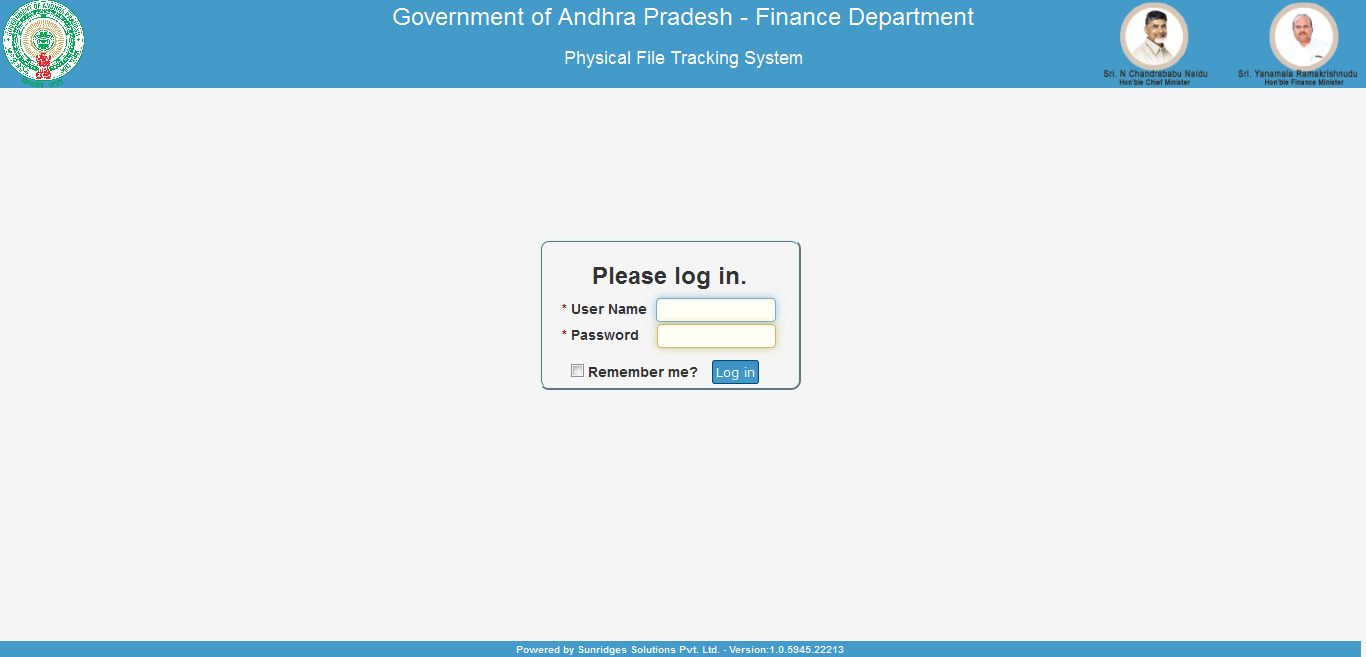 Government of Andhra Pradesh - Finance Department
Physical File Tracking System
Sri. N Chandrababu Naidu
Hon'ble Chief Minister
Sri. Yanamala Ramakrishnudu
Hon'ble Finance Minister
Please log in.
* User Name
* Password
Remember me? Log in
Powered by Sunridges Solutions Pvt. Ltd. - Version:1.0.5945.22213